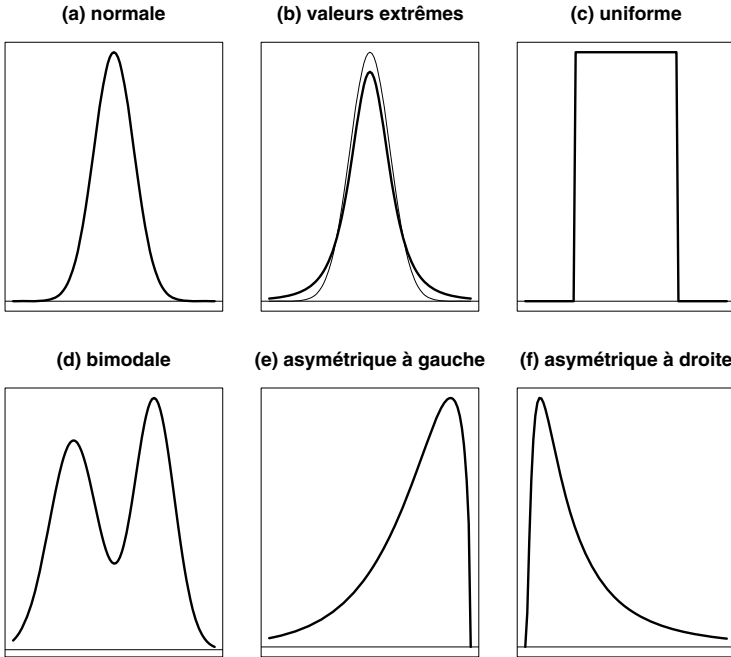 (a) normale
(b) valeurs extrêmes
(c) uniforme
(d) bimodale
(e) asymétrique à gauche
(f) asymétrique à droite